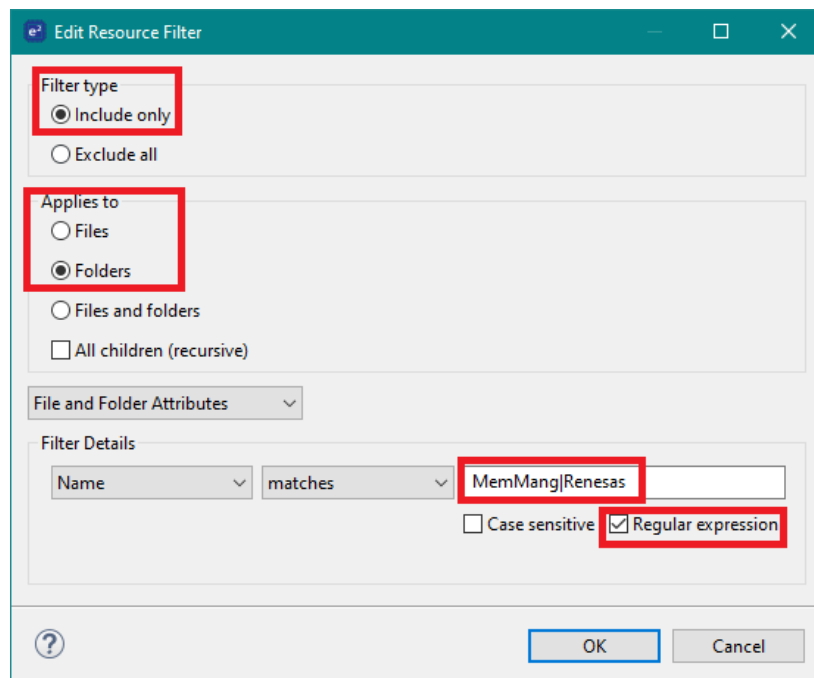 e² Edit Resource Filter
Filter type
Include only
Exclude all
Applies to
Files
Folders
Files and folders
All children (recursive)
File and Folder Attributes
Filter Details
Name matches MemMang|Renesas
Case sensitive Regular expression
? OK Cancel